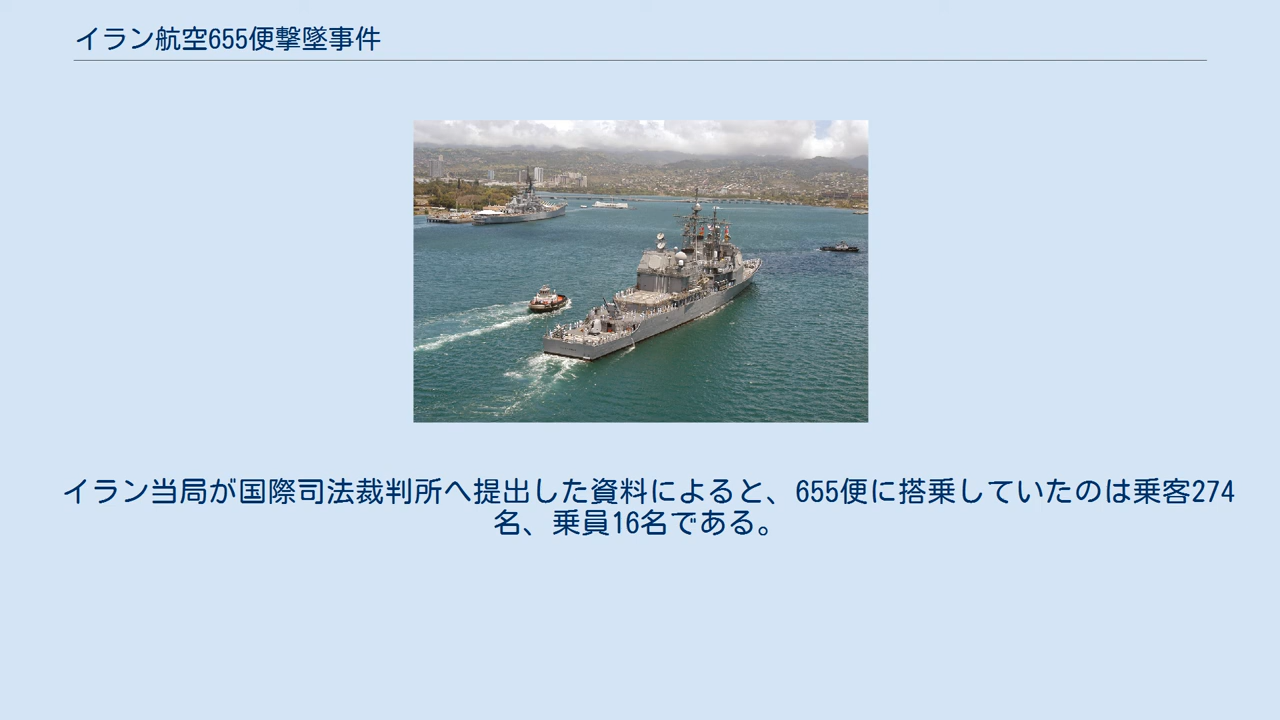 イラン航空655便撃墜事件
イラン当局が国際司法裁判所へ提出した資料によると、655便に搭乗していたのは乗客274
名、乗員16名である。